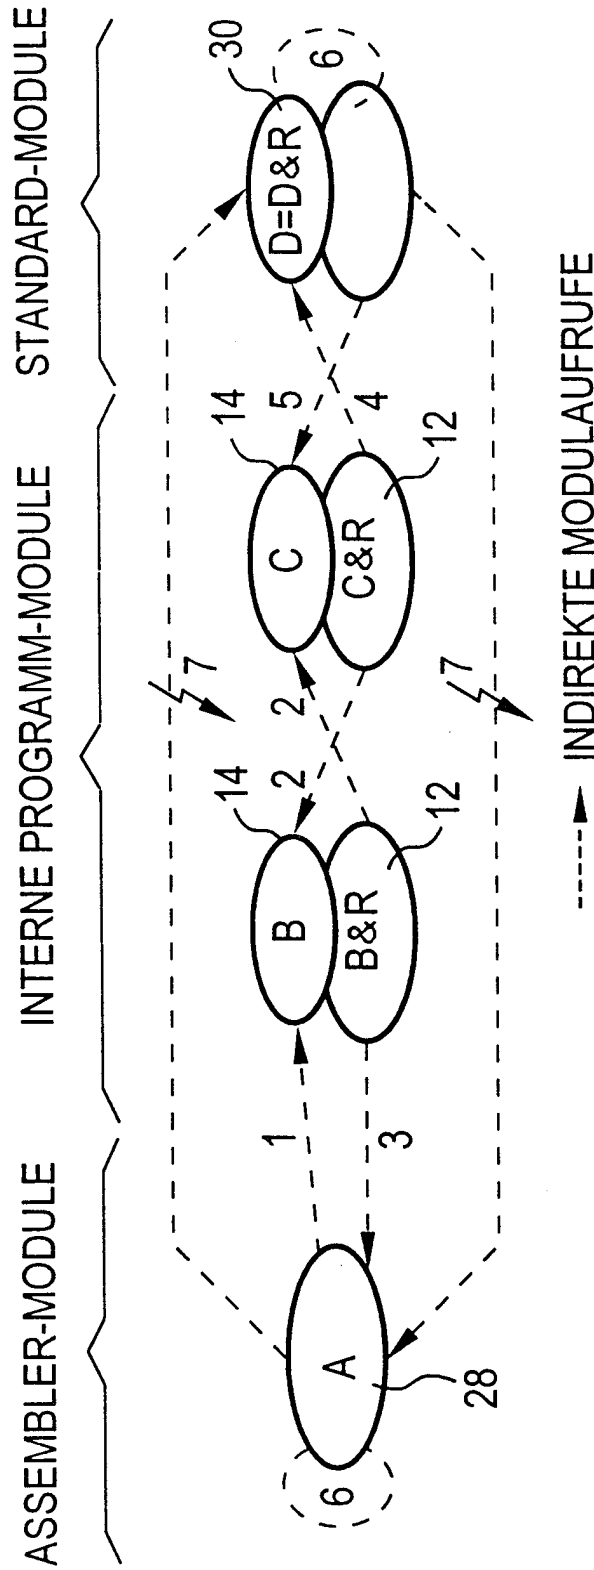 ASSEMBLER-MODULE
INTERNE PROGRAMM-MODULE
STANDARD-MODULE
7
14
14
30
1
2
2
5
6
B
C
D=D&R
6
A
3
B&R
C&R
4
28
12
12
7
INDIREKTE MODULAUFRUFE